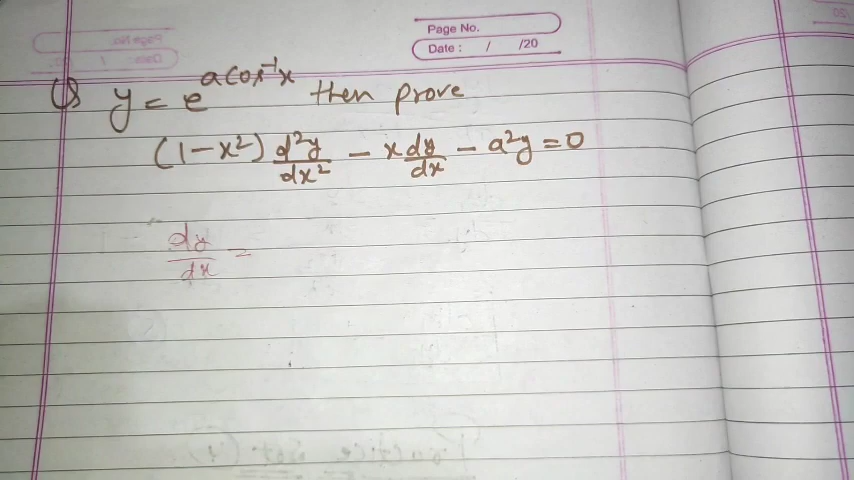 Page No.
Date : / /20
Q y = e^(a cos⁻¹x) then prove
(1-x²) d²y/dx² - x dy/dx - a²y = 0
dy/dx =